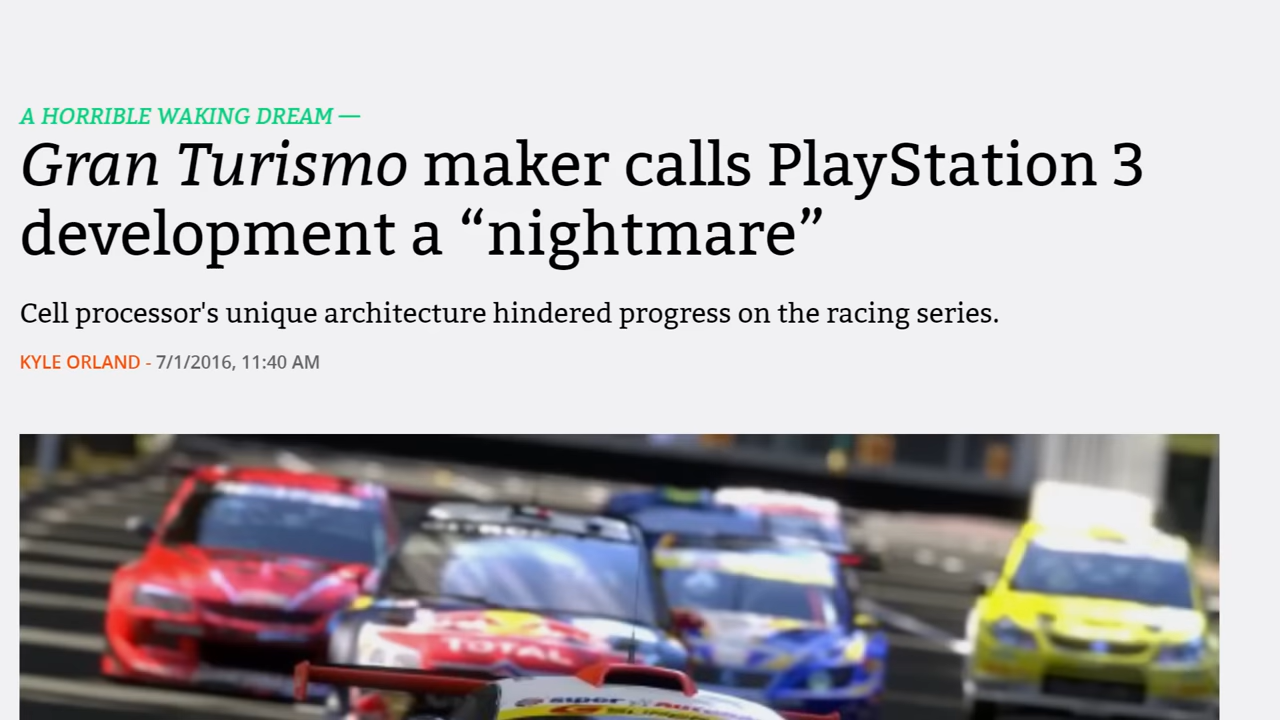 A HORRIBLE WAKING DREAM —
Gran Turismo maker calls PlayStation 3
development a “nightmare”
Cell processor's unique architecture hindered progress on the racing series.
KYLE ORLAND - 7/1/2016, 11:40 AM
TOTAL